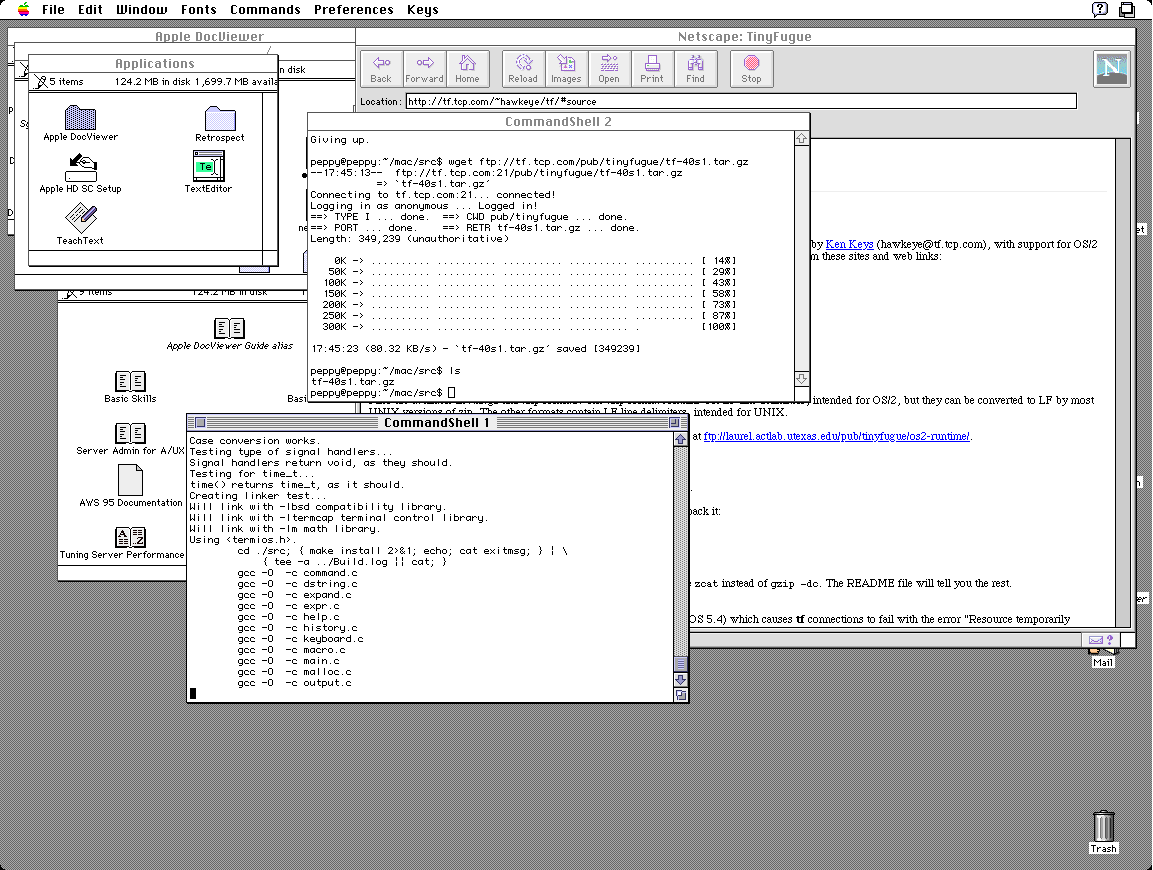 File Edit Window Fonts Commands Preferences Keys
Apple DocViewer
n disk
Applications
5 items 124.2 MB in disk 1,699.7 MB availa
Apple DocViewer
Retrospect
Apple HD SC Setup
TextEditor
TeachText
9 items 124.2 MB in disk
Apple DocViewer Guide alias
Basic Skills
Basi
Server Admin for A/UX
AWS 95 Documentation
Tuning Server Performance
Netscape: TinyFugue
Back Forward Home Reload Images Open Print Find Stop
Location: http://tf.tcp.com/~hawkeye/tf/#source
by Ken Keys (hawkeye@tf.tcp.com), with support for OS/2
m these sites and web links:
intended for OS/2, but they can be converted to LF by most
UNIX versions of zip. The other formats contain LF line delimiters, intended for UNIX.
at ftp://laurel.actlab.utexas.edu/pub/tinyfugue/os2-runtime/.
ack it:
zcat instead of gzip -dc. The README file will tell you the rest.
OS 5.4) which causes tf connections to fail with the error "Resource temporarily
CommandShell 2
Giving up.
peppy@peppy:~/mac/src$ wget ftp://tf.tcp.com/pub/tinyfugue/tf-40s1.tar.gz
--17:45:13-- ftp://tf.tcp.com:21/pub/tinyfugue/tf-40s1.tar.gz
=> `tf-40s1.tar.gz'
Connecting to tf.tcp.com:21... connected!
Logging in as anonymous ... Logged in!
==> TYPE I ... done. ==> CWD pub/tinyfugue ... done.
==> PORT ... done. ==> RETR tf-40s1.tar.gz ... done.
Length: 349,239 (unauthoritative)
0K -> .......... .......... .......... .......... .......... [ 14%]
50K -> .......... .......... .......... .......... .......... [ 29%]
100K -> .......... .......... .......... .......... .......... [ 43%]
150K -> .......... .......... .......... .......... .......... [ 58%]
200K -> .......... .......... .......... .......... .......... [ 73%]
250K -> .......... .......... .......... .......... .......... [ 87%]
300K -> .......... .......... .......... .......... . [100%]
17:45:23 (80.32 KB/s) - `tf-40s1.tar.gz' saved [349239]
peppy@peppy:~/mac/src$ ls
tf-40s1.tar.gz
peppy@peppy:~/mac/src$
CommandShell 1
Case conversion works.
Testing type of signal handlers...
Signal handlers return void, as they should.
Testing for time_t...
time() returns time_t, as it should.
Creating linker test...
Will link with -lbsd compatibility library.
Will link with -ltermcap terminal control library.
Will link with -lm math library.
Using <termios.h>.
cd ./src; { make install 2>&1; echo; cat exitmsg; } | \
{ tee -a ../Build.log || cat; }
gcc -O -c command.c
gcc -O -c dstring.c
gcc -O -c expand.c
gcc -O -c expr.c
gcc -O -c help.c
gcc -O -c history.c
gcc -O -c keyboard.c
gcc -O -c macro.c
gcc -O -c main.c
gcc -O -c malloc.c
gcc -O -c output.c
Mail
Trash